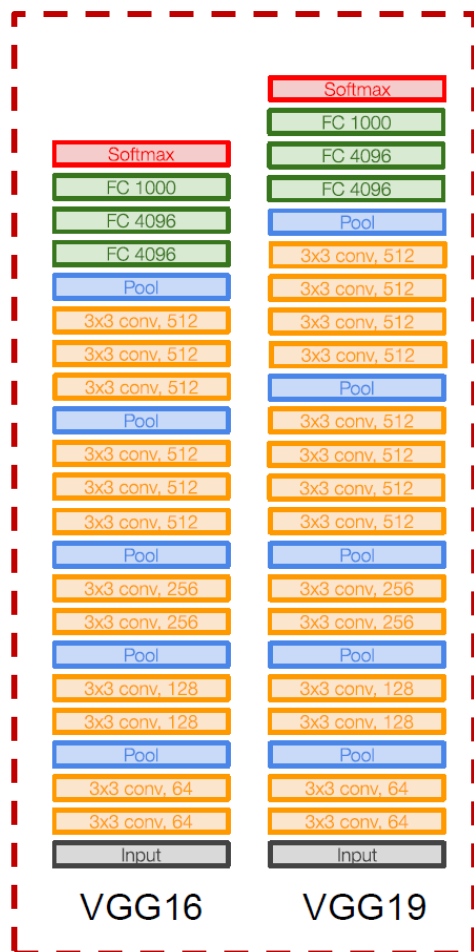 Softmax
FC 1000
FC 4096
FC 4096
Pool
3x3 conv, 512
3x3 conv, 512
3x3 conv, 512
Pool
3x3 conv, 512
3x3 conv, 512
3x3 conv, 512
Pool
3x3 conv, 256
3x3 conv, 256
Pool
3x3 conv, 128
3x3 conv, 128
Pool
3x3 conv, 64
3x3 conv, 64
Input
VGG16
Softmax
FC 1000
FC 4096
FC 4096
Pool
3x3 conv, 512
3x3 conv, 512
3x3 conv, 512
3x3 conv, 512
Pool
3x3 conv, 512
3x3 conv, 512
3x3 conv, 512
3x3 conv, 512
Pool
3x3 conv, 256
3x3 conv, 256
Pool
3x3 conv, 128
3x3 conv, 128
Pool
3x3 conv, 64
3x3 conv, 64
Input
VGG19